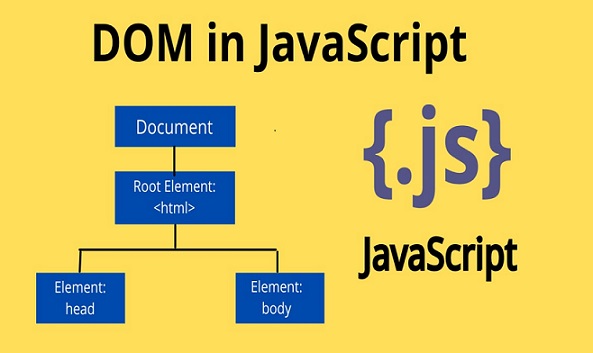 DOM in JavaScript
Document
Root Element:
<html>
Element:
head
Element:
body
{.js}
JavaScript